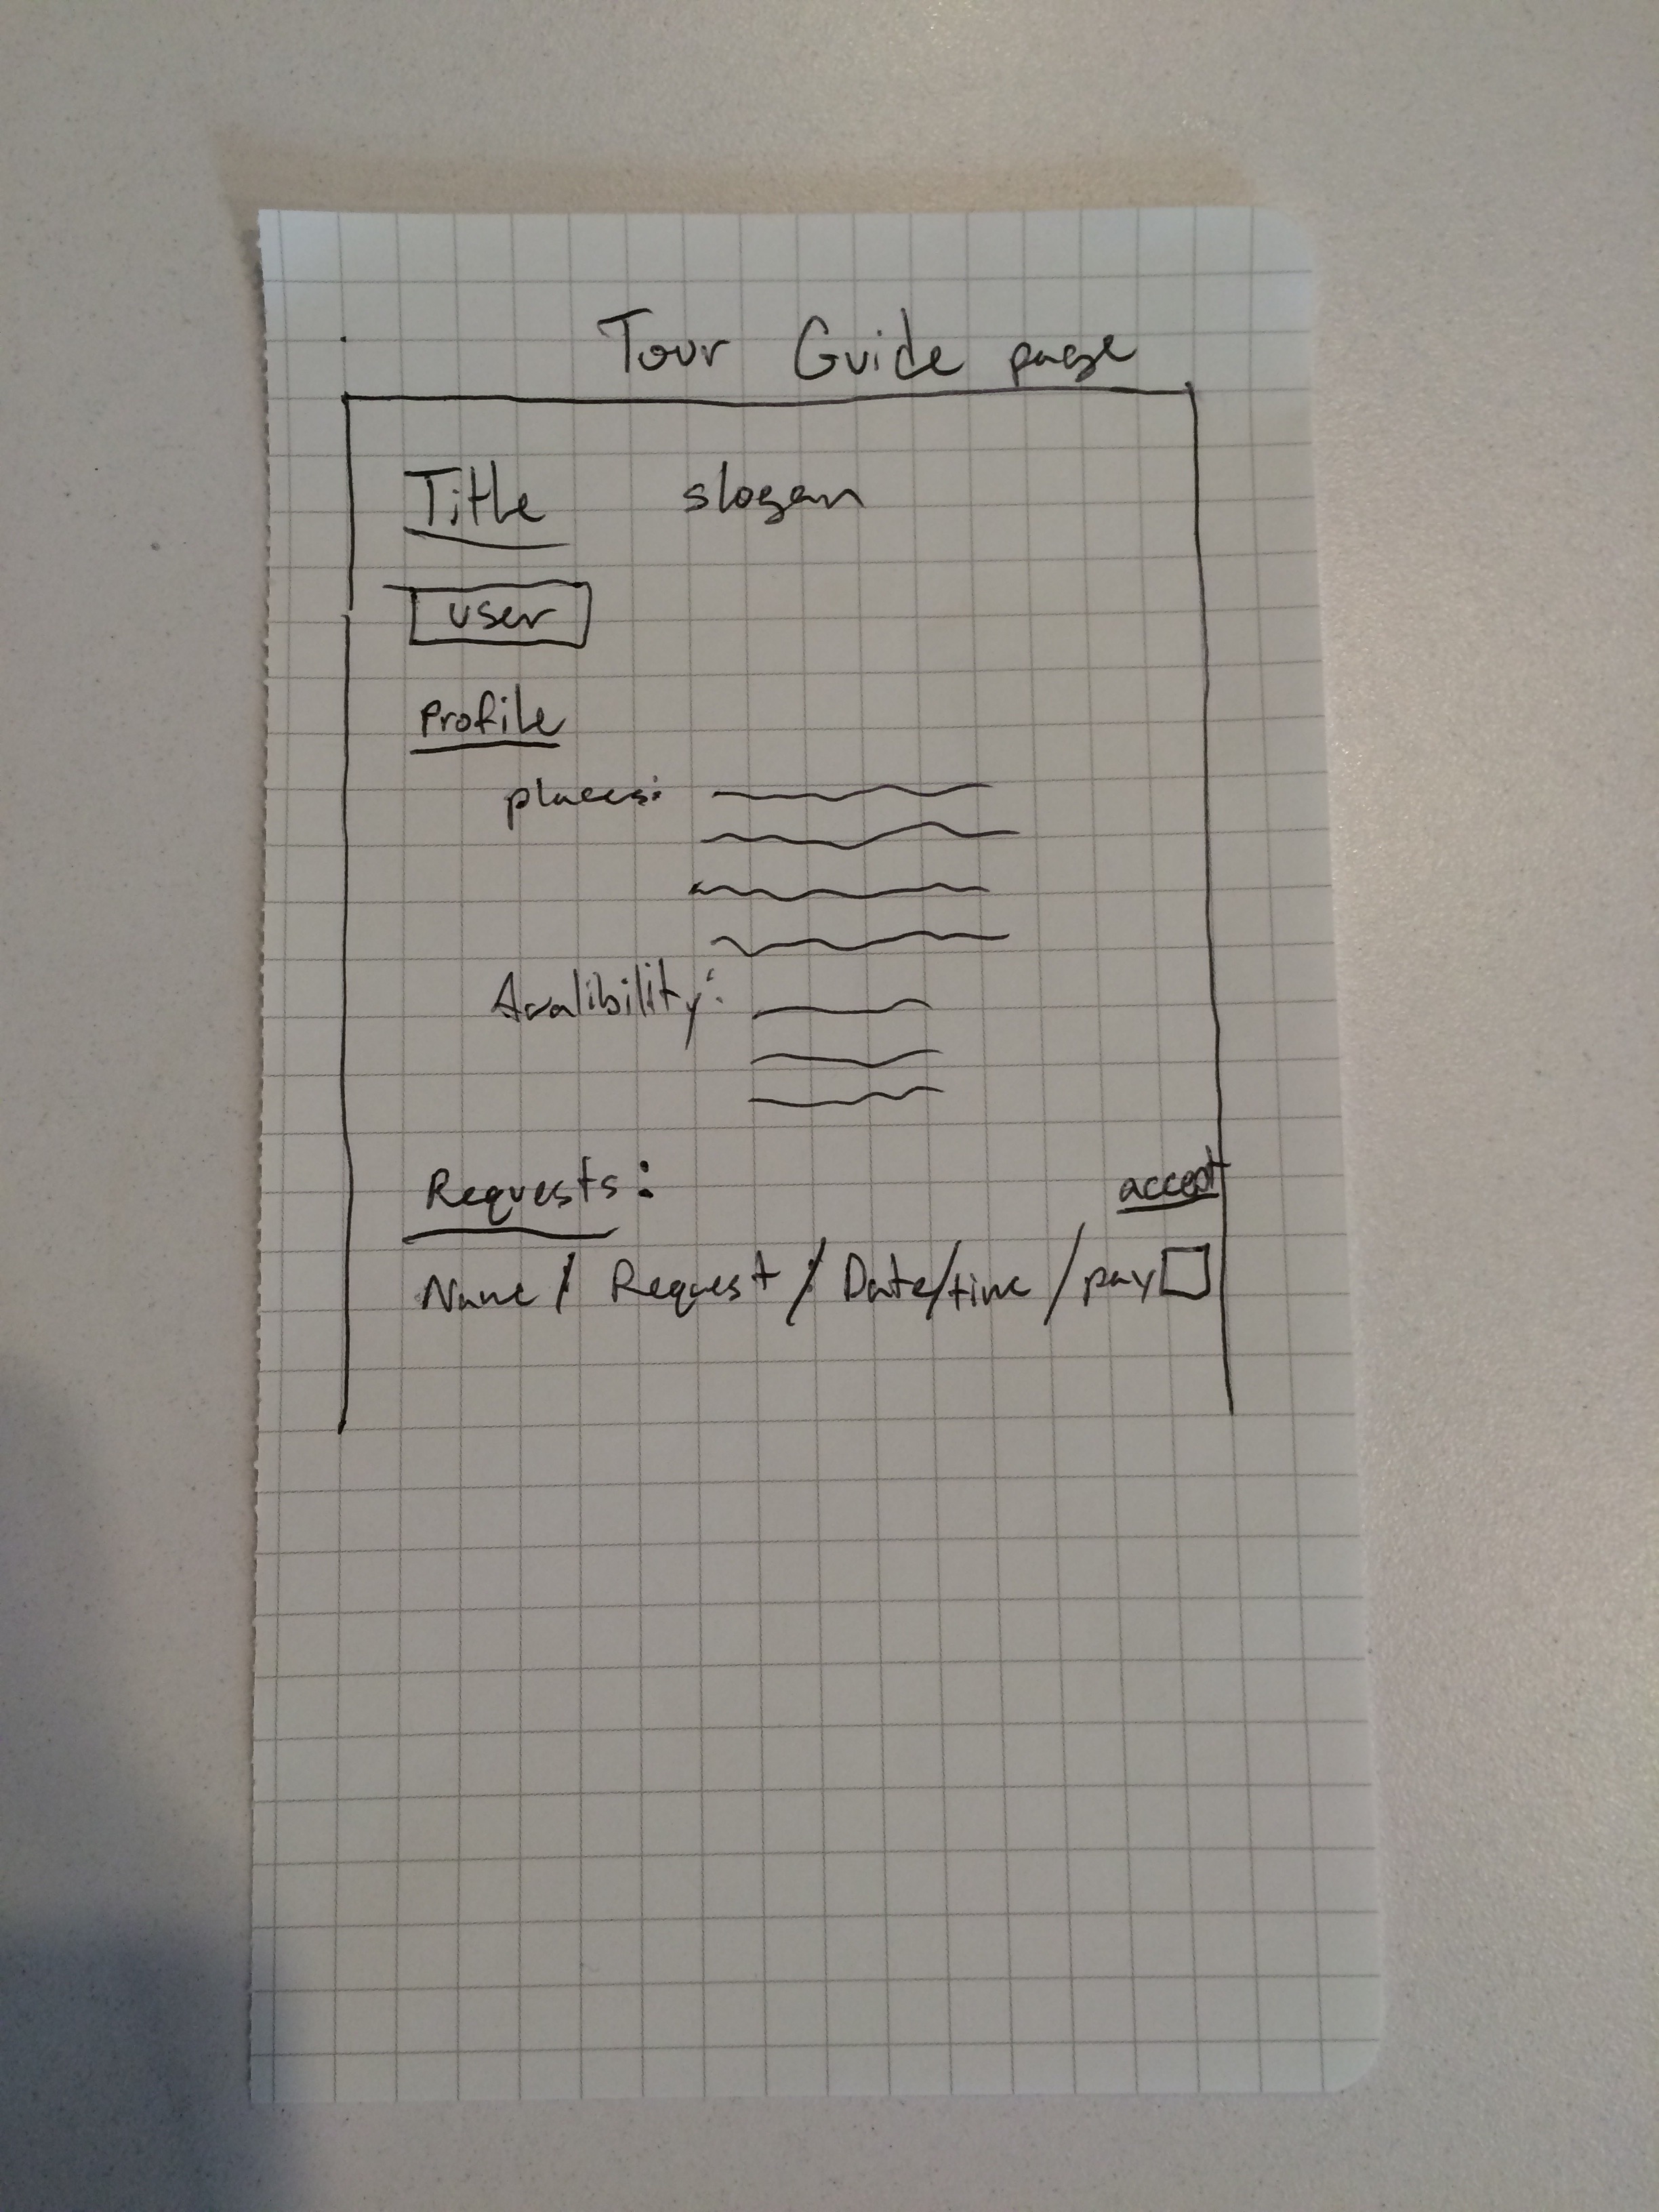 Tour Guide page
Title slogan
user
Profile
places:
Avalibility:
Requests:
accept
Name / Request / Date/time / pay